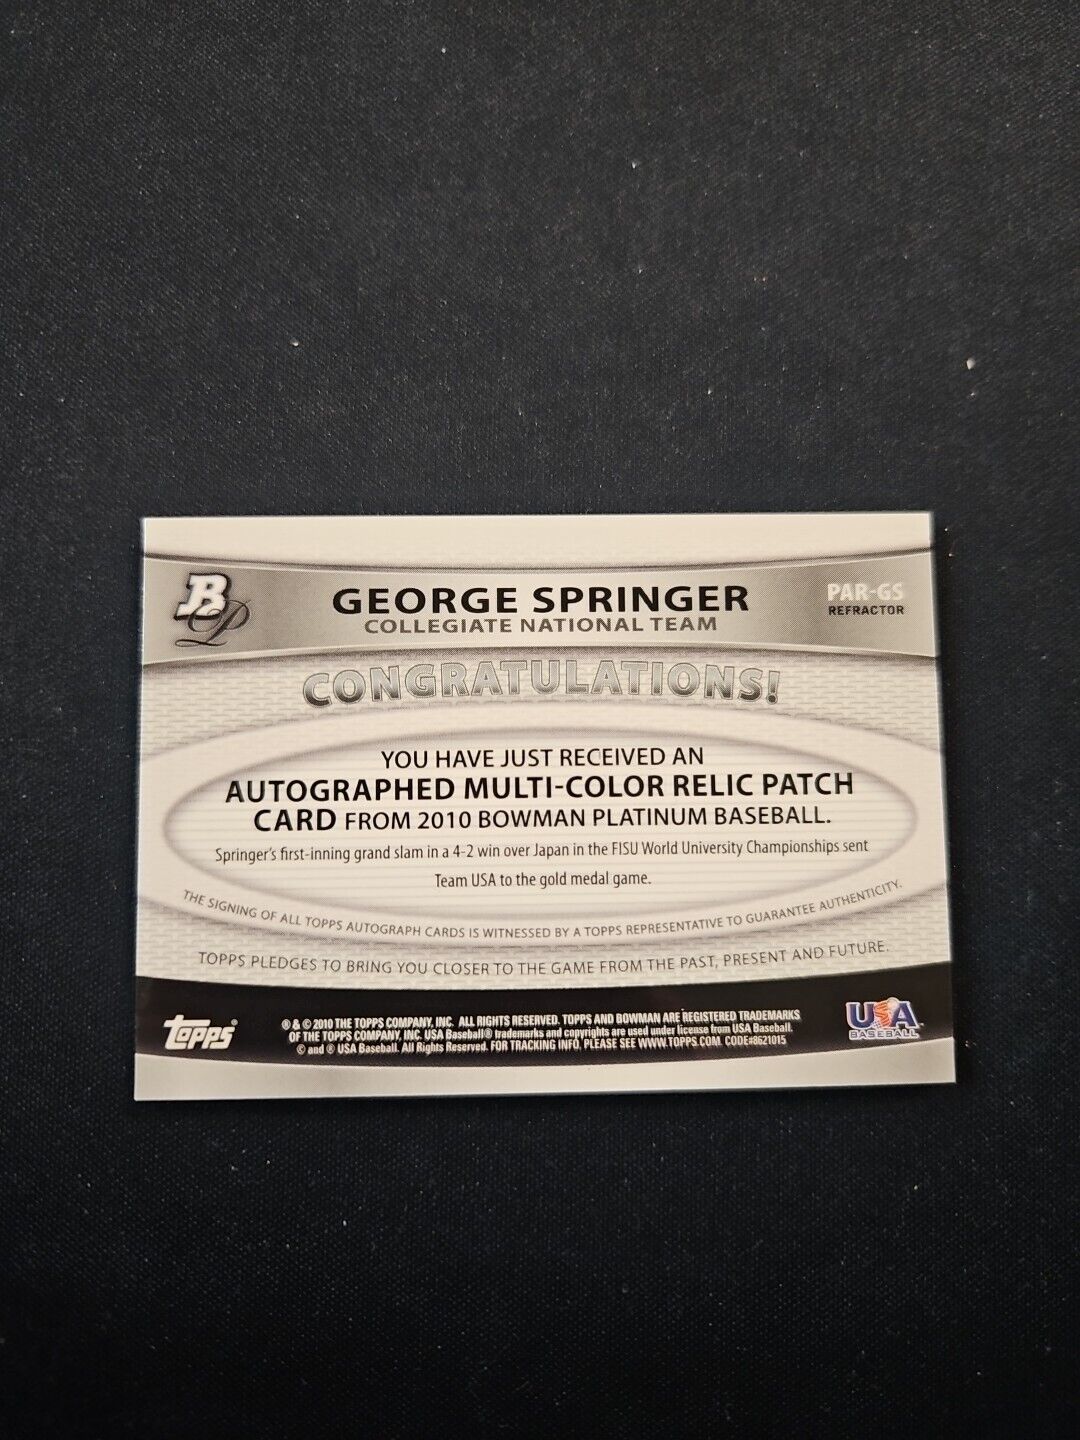 BP
GEORGE SPRINGER
COLLEGIATE NATIONAL TEAM
PAR-GS
REFRACTOR
CONGRATULATIONS!
YOU HAVE JUST RECEIVED AN
AUTOGRAPHED MULTI-COLOR RELIC PATCH
CARD FROM 2010 BOWMAN PLATINUM BASEBALL.
Springer's first-inning grand slam in a 4-2 win over Japan in the FISU World University Championships sent
Team USA to the gold medal game.
THE SIGNING OF ALL TOPPS AUTOGRAPH CARDS IS WITNESSED BY A TOPPS REPRESENTATIVE TO GUARANTEE AUTHENTICITY.
TOPPS PLEDGES TO BRING YOU CLOSER TO THE GAME FROM THE PAST, PRESENT AND FUTURE.
topps®
® & © 2010 THE TOPPS COMPANY, INC. ALL RIGHTS RESERVED. TOPPS AND BOWMAN ARE REGISTERED TRADEMARKS
OF THE TOPPS COMPANY, INC. USA Baseball® trademarks and copyrights are used under license from USA Baseball.
© and ® USA Baseball. All Rights Reserved. FOR TRACKING INFO, PLEASE SEE WWW.TOPPS.COM. CODE#8621015
USA
BASEBALL™